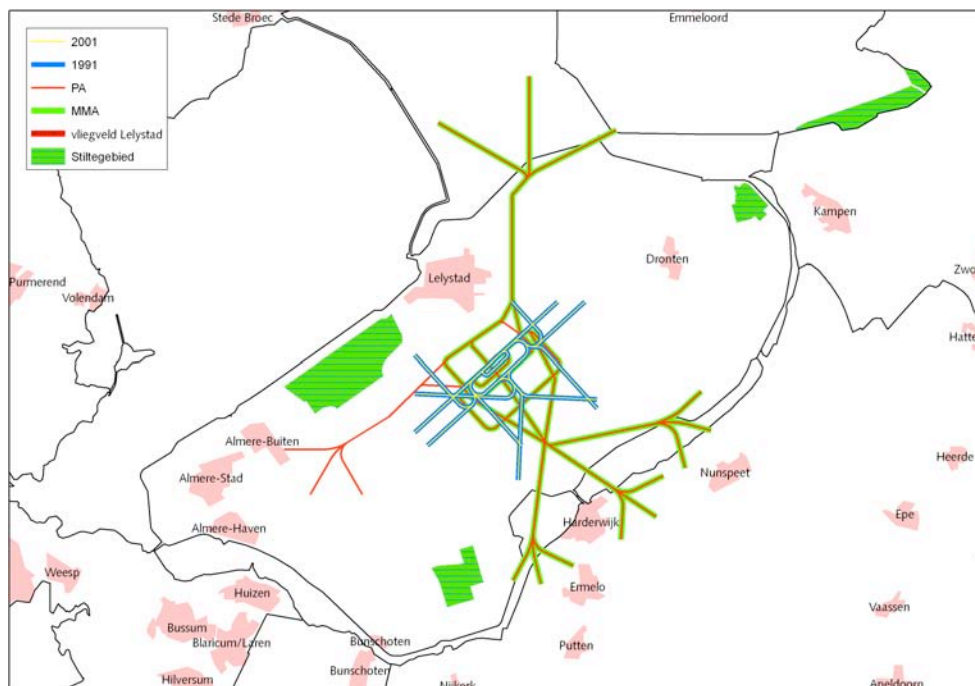 Stede Broec
Emmeloord
2001
1991
PA
MMA
vliegveld Lelystad
Stiltegebied
Kampen
Dronten
Lelystad
Purmerend
Volendam
Zwo
Hatte
Almere-Buiten
Almere-Stad
Nunspeet
Heerde
Almere-Haven
Harderwijk
Epe
Weesp
Huizen
Ermelo
Vaassen
Bussum
Blaricum/Laren
Bunschoten
Putten
Hilversum
Bunschoten
Nijkerk
Apeldoorn